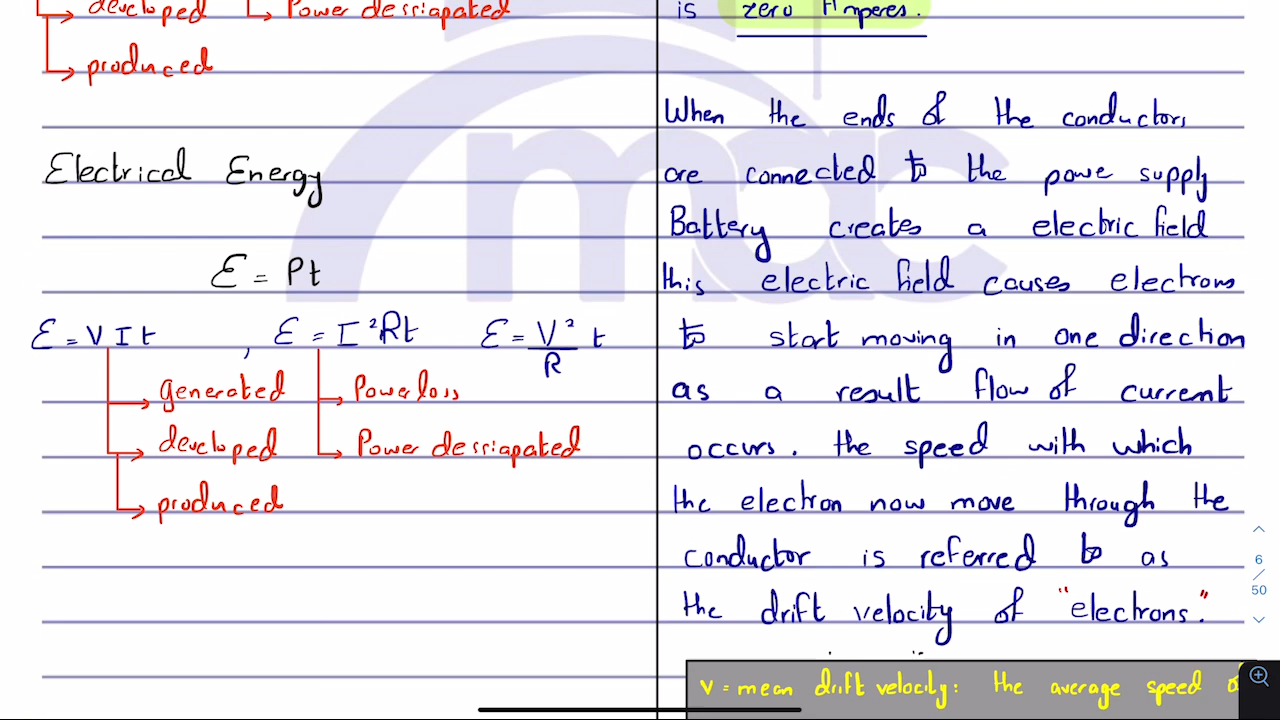 developed Power dessiapated
produced
Electrical Energy
E = Pt
E = V I t , E = I²Rt E = V²/R t
generated Power loss
developed Power dessiapated
produced
is zero Amperes.
When the ends of the conductors
are connected to the powe supply
Battery creates a electric field
this electric field causes electrons
to start moving in one direction
as a result flow of current
occurs. the speed with which
the electron now move through the
conductor is referred to as
the drift velocity of "electrons."
v = mean drift velocity: the average speed
6
/
50
mac